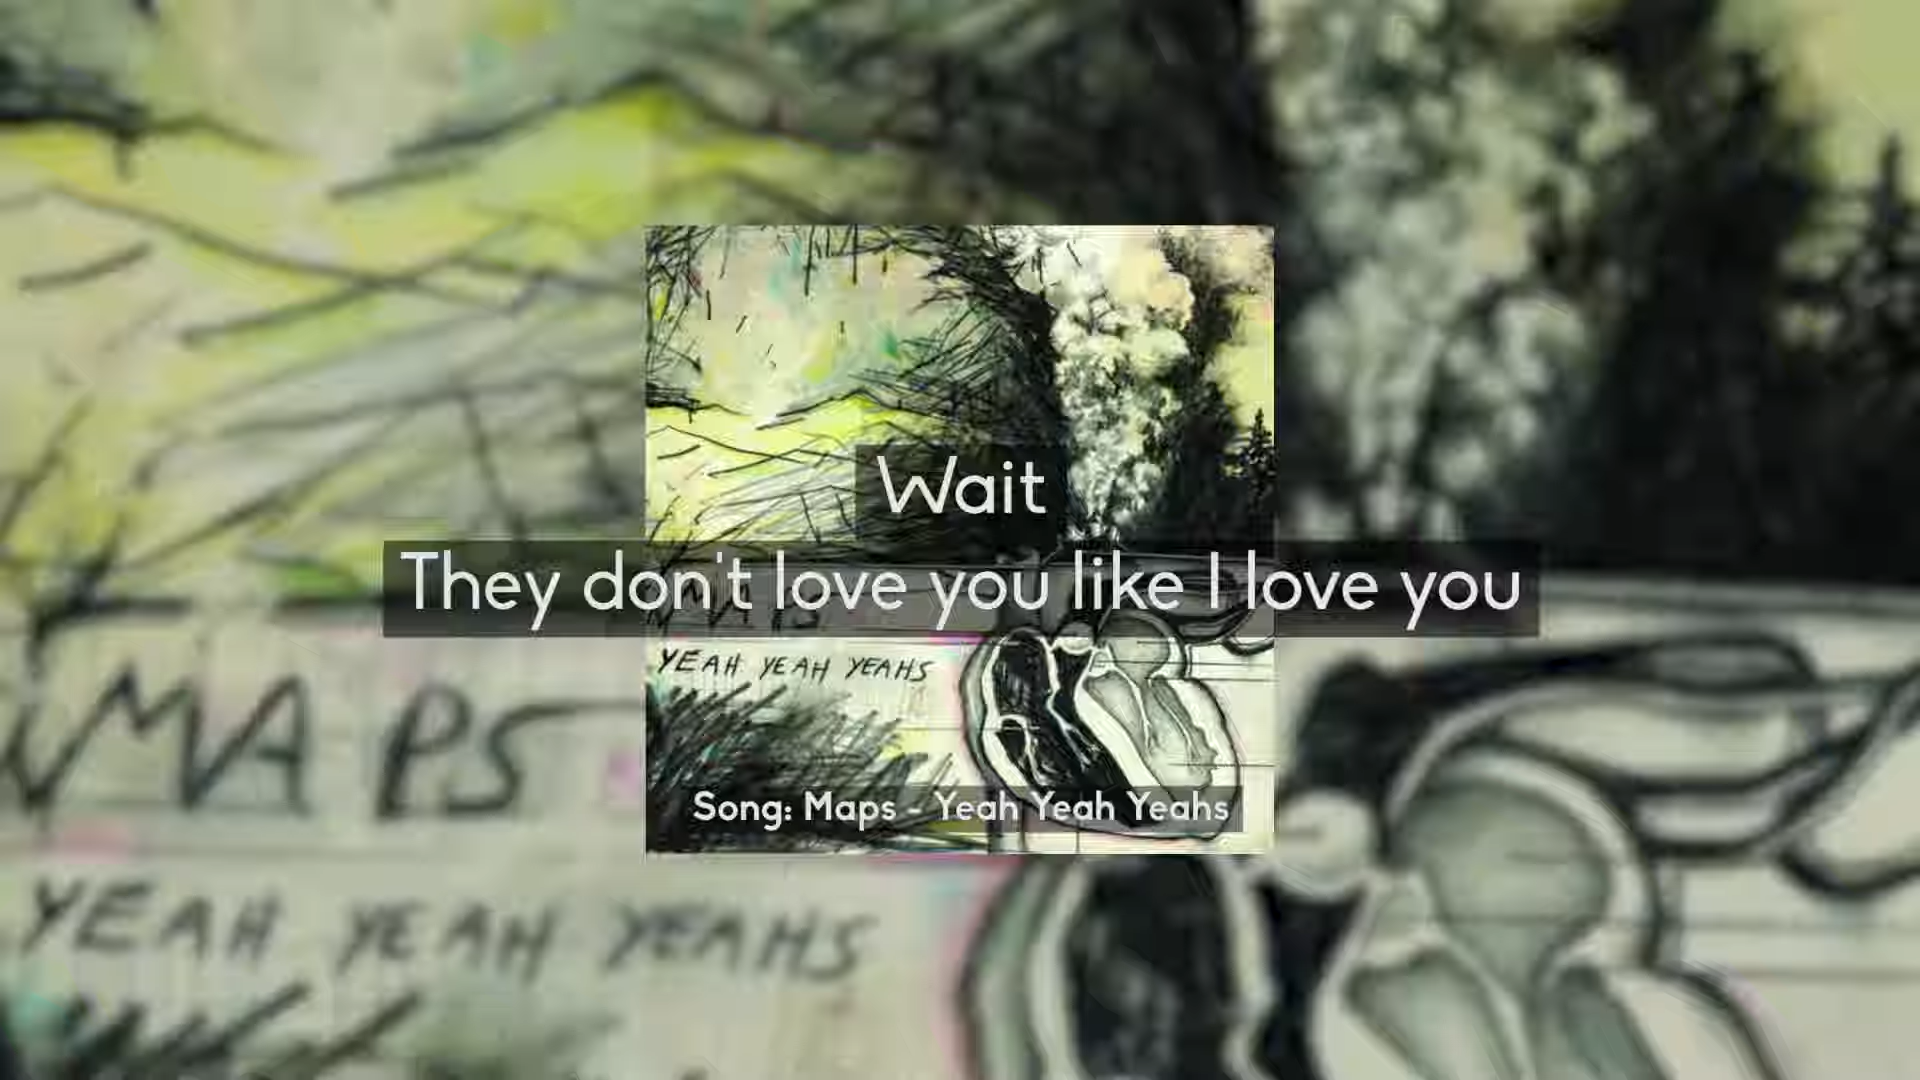 Wait
They don't love you like I love you
MAPS
YEAH YEAH YEAHS
Song: Maps - Yeah Yeah Yeahs
MAPS
YEAH YEAH YEAHS